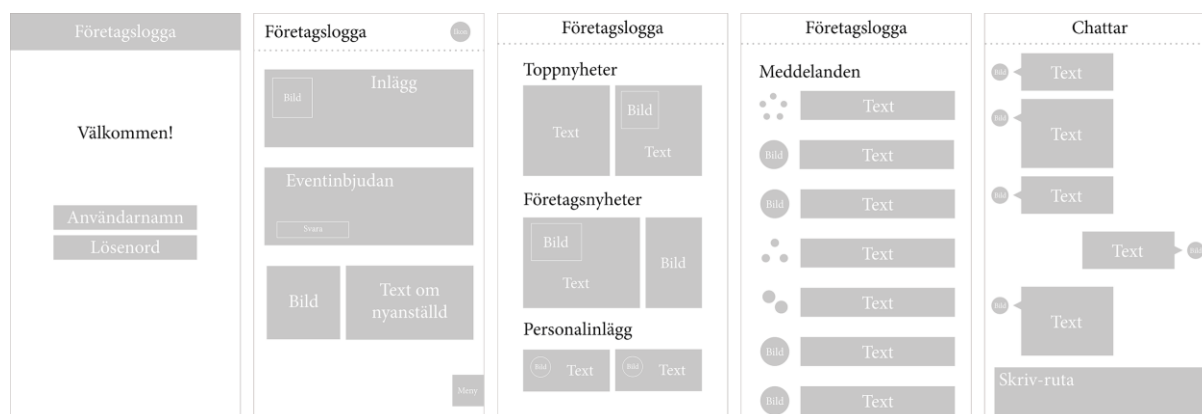 Företagslogga
Välkommen!
Användarnamn
Lösenord
Företagslogga
Inlägg
Bild
Eventinbjudan
Svara
Bild
Text om
nyanställd
Meny
Företagslogga
Toppnyheter
Text
Bild
Text
Företagsnyheter
Bild
Text
Bild
Personalinlägg
Bild
Text
Bild
Text
Företagslogga
Meddelanden
Text
Bild
Text
Bild
Text
Text
Text
Bild
Text
Bild
Text
Chattar
Bild
Text
Bild
Text
Bild
Text
Text
Bild
Bild
Text
Skriv-ruta